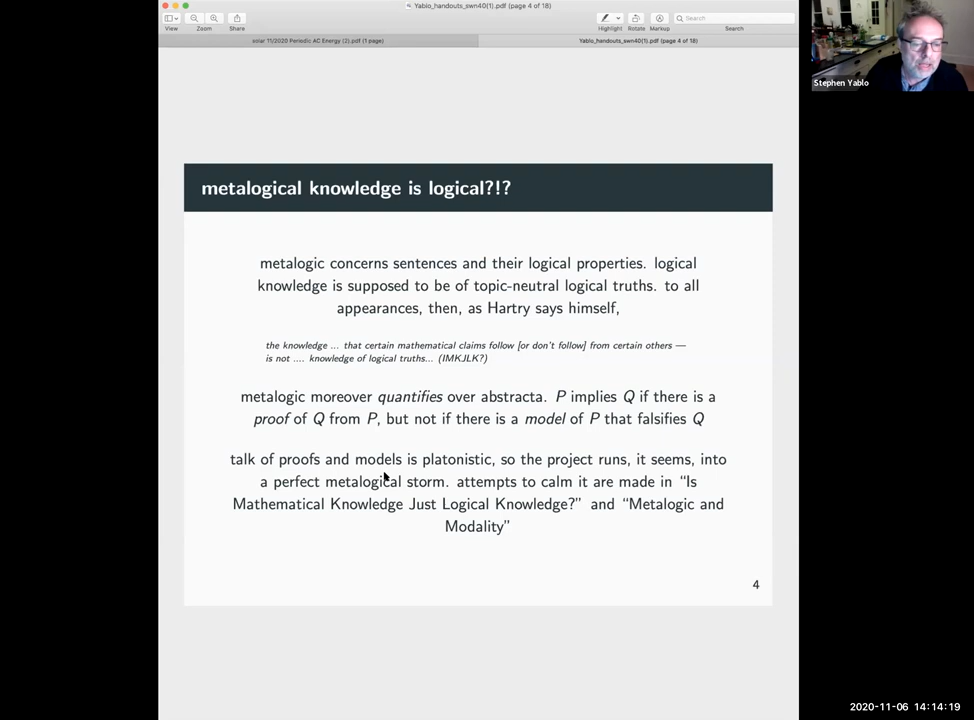 Yablo_handouts_swn40(1).pdf (page 4 of 18)
View
Zoom
Share
Highlight
Rotate
Markup
Search
Search
solar 11/2020 Periodic AC Energy (2).pdf (1 page)
Yablo_handouts_swn40(1).pdf (page 4 of 18)
Stephen Yablo
metalogical knowledge is logical?!?
metalogic concerns sentences and their logical properties. logical
knowledge is supposed to be of topic-neutral logical truths. to all
appearances, then, as Hartry says himself,
the knowledge ... that certain mathematical claims follow [or don't follow] from certain others —
is not .... knowledge of logical truths... (IMKJLK?)
metalogic moreover quantifies over abstracta. P implies Q if there is a
proof of Q from P, but not if there is a model of P that falsifies Q
talk of proofs and models is platonistic, so the project runs, it seems, into
a perfect metalogical storm. attempts to calm it are made in “Is
Mathematical Knowledge Just Logical Knowledge?” and “Metalogic and
Modality”
4
2020-11-06 14:14:19